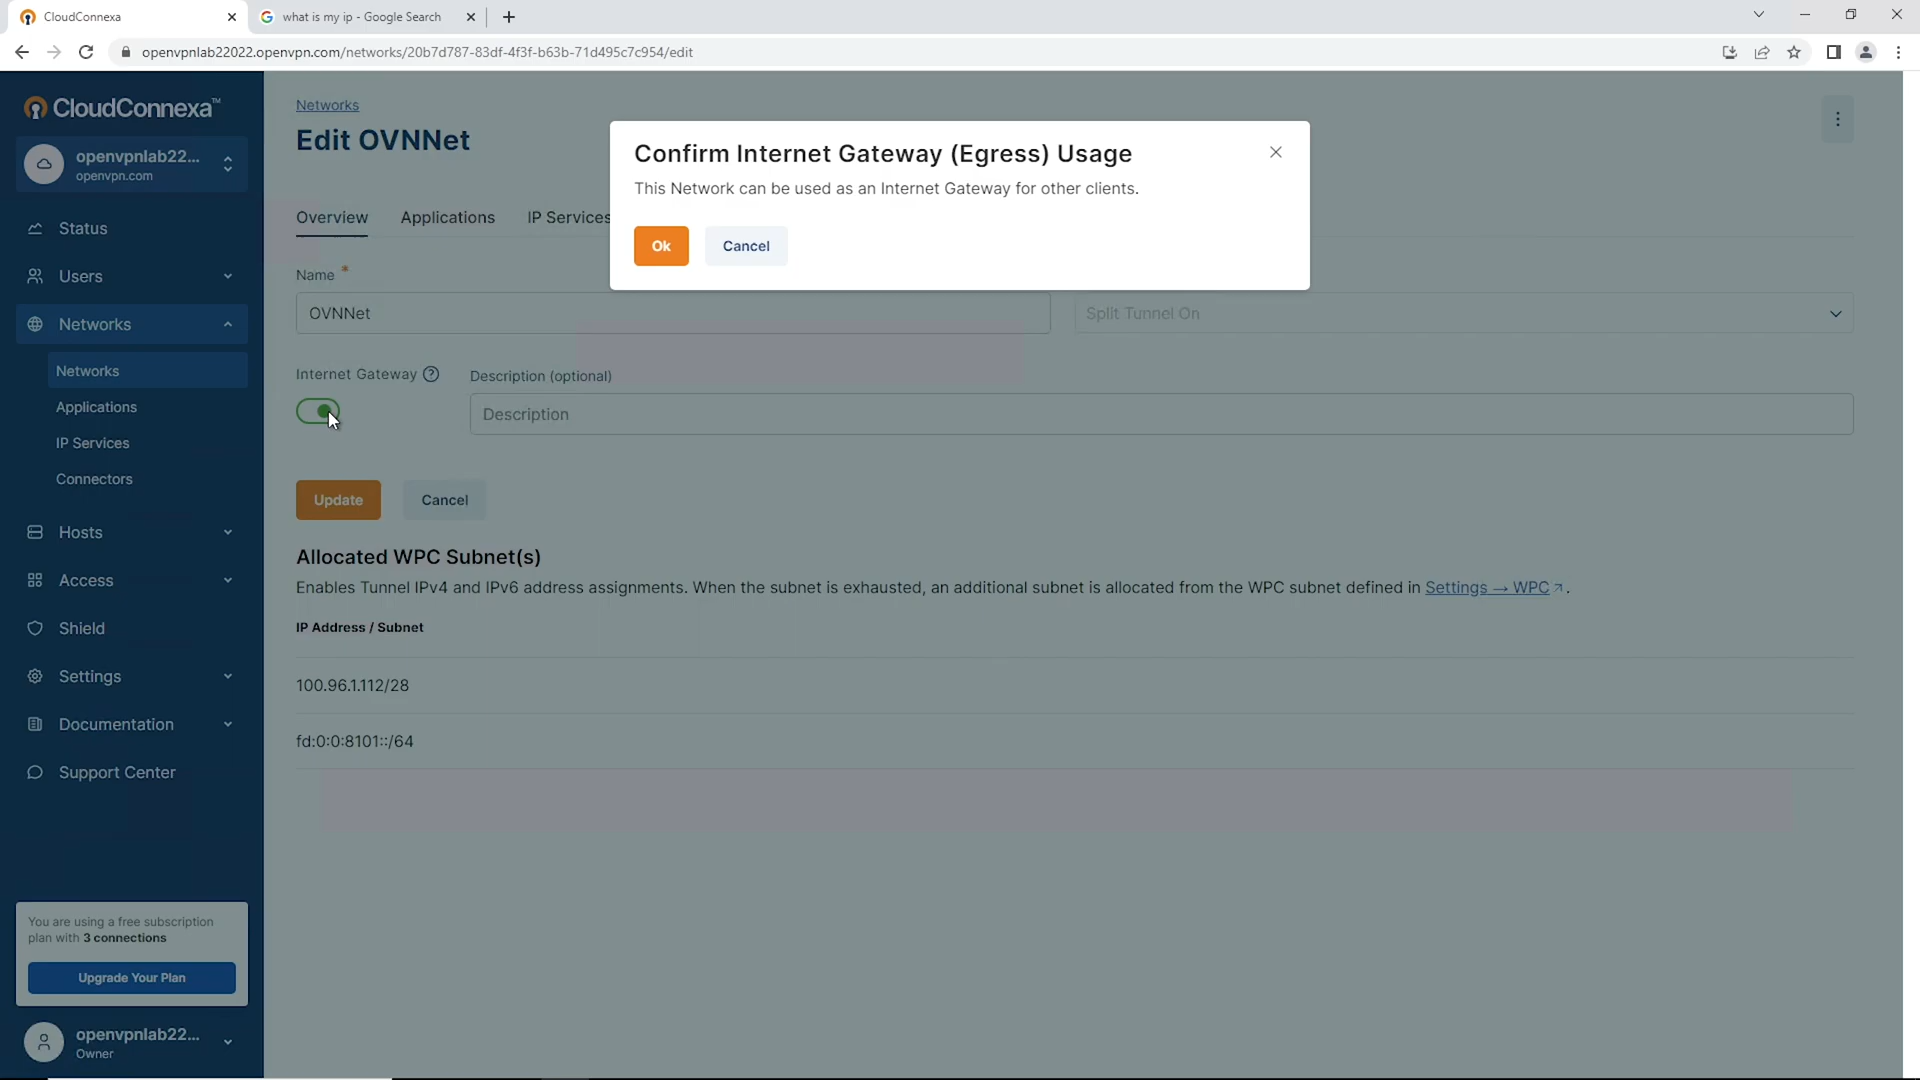 CloudConnexa
what is my ip - Google Search
openvpnlab22022.openvpn.com/networks/20b7d787-83df-4f3f-b63b-71d495c7c954/edit
CloudConnexa™
openvpnlab22...
openvpn.com
Status
Users
Networks
Networks
Applications
IP Services
Connectors
Hosts
Access
Shield
Settings
Documentation
Support Center
You are using a free subscription
plan with 3 connections
Upgrade Your Plan
openvpnlab22...
Owner
Networks
Edit OVNNet
Overview Applications IP Services
Confirm Internet Gateway (Egress) Usage
This Network can be used as an Internet Gateway for other clients.
Ok Cancel
Name *
OVNNet
Split Tunnel On
Internet Gateway ?
Description (optional)
Description
Update Cancel
Allocated WPC Subnet(s)
Enables Tunnel IPv4 and IPv6 address assignments. When the subnet is exhausted, an additional subnet is allocated from the WPC subnet defined in Settings → WPC ↗.
IP Address / Subnet
100.96.1.112/28
fd:0:0:8101::/64